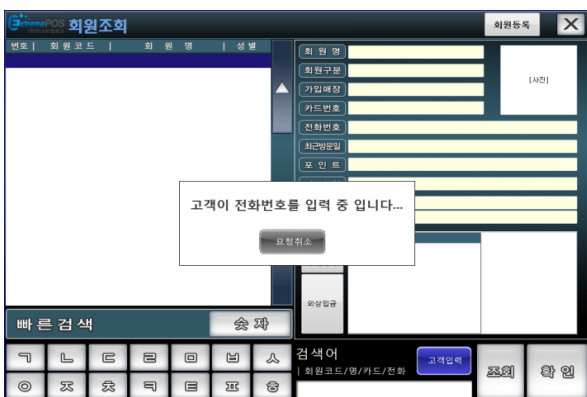 ExtremePOS 회원조회
회원등록
X
번호 | 회 원 코 드 | 회 원 명 | 성 별
회 원 명
회원구분
[사진]
가입매장
카드번호
전화번호
최근방문일
포 인 트
고객이 전화번호를 입력 중 입니다...
요청취소
외상입금
빠 른 검 색
숫 자
ㄱ ㄴ ㄷ ㄹ ㅁ ㅂ ㅅ
ㅇ ㅈ ㅊ ㅋ ㅌ ㅍ ㅎ
검 색 어
| 회원코드/명/카드/전화
고객입력
조회
확 인